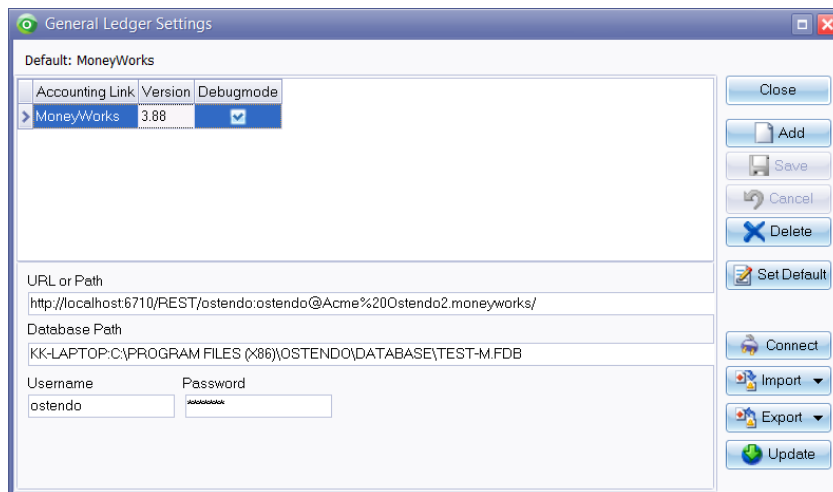 General Ledger Settings
Default: MoneyWorks
Accounting Link Version Debugmode
MoneyWorks 3.88
Close
Add
Save
Cancel
Delete
Set Default
URL or Path
http://localhost:6710/REST/ostendo:ostendo@Acme%20Ostendo2.moneyworks/
Database Path
KK-LAPTOP:C:\PROGRAM FILES (X86)\OSTENDO\DATABASE\TEST-M.FDB
Username Password
ostendo *******
Connect
Import
Export
Update